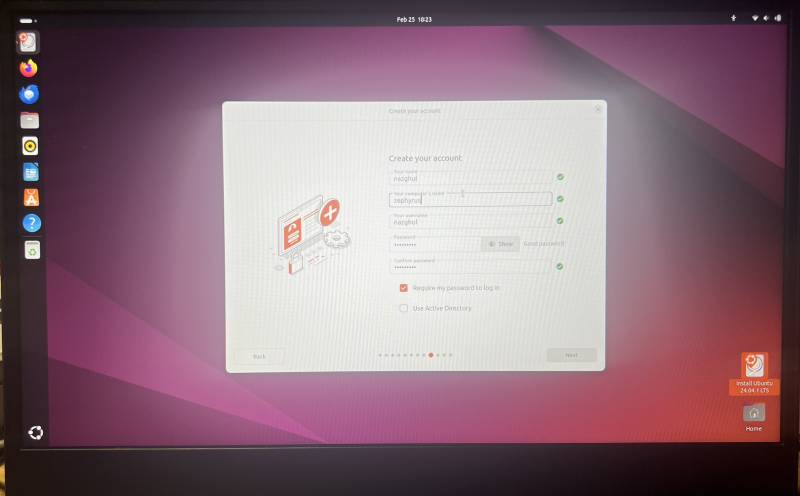 Feb 25 18:23
Create your account
Create your account
Your name
nazghul
Your computer's name
zephyrus
Your username
nazghul
Password
Show
Good password
Confirm password
Require my password to log in
Use Active Directory
Back
Next
Install Ubuntu
24.04.1 LTS
Home